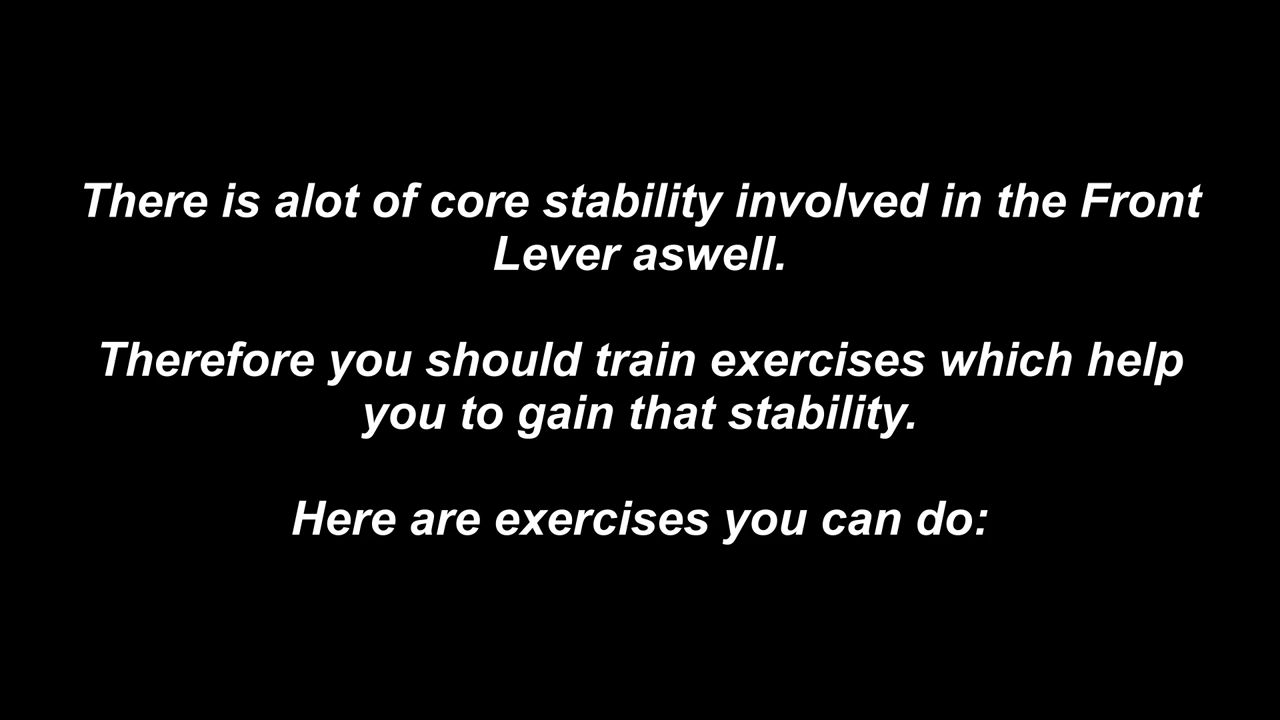 There is alot of core stability involved in the Front
Lever aswell.
Therefore you should train exercises which help
you to gain that stability.
Here are exercises you can do: